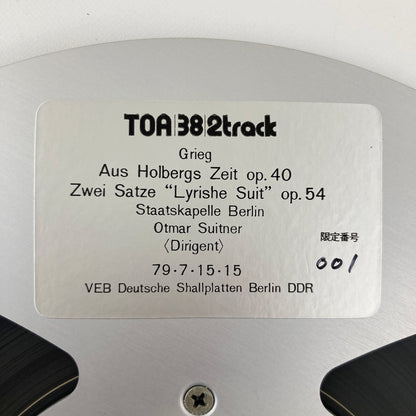 TOA 38 2track
Grieg
Aus Holbergs Zeit op. 40
Zwei Satze “Lyrishe Suit” op. 54
Staatskapelle Berlin
Otmar Suitner
〈Dirigent〉
限定番号
001
79・7・15・15
VEB Deutsche Shallplatten Berlin DDR